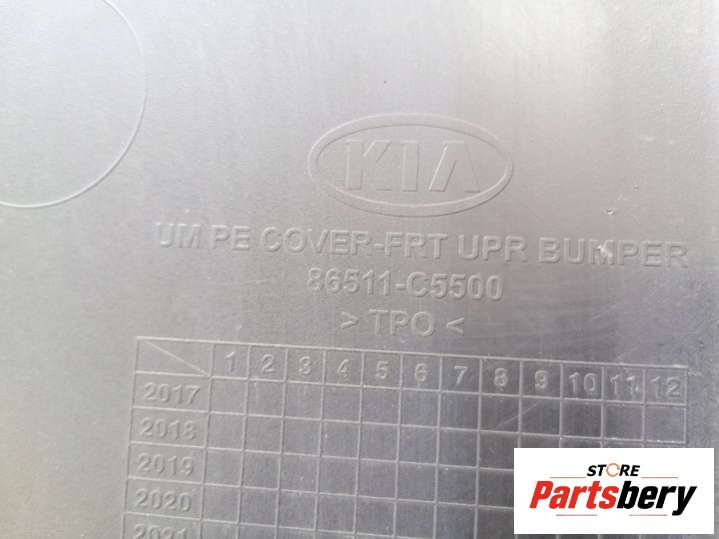 KIA
UM PE COVER-FRT UPR BUMPER
86511-C5500
> TPO <
1 2 3 4 5 6 7 8 9 10 11 12
2017
2018
2019
2020
2021
STORE
Partsbery